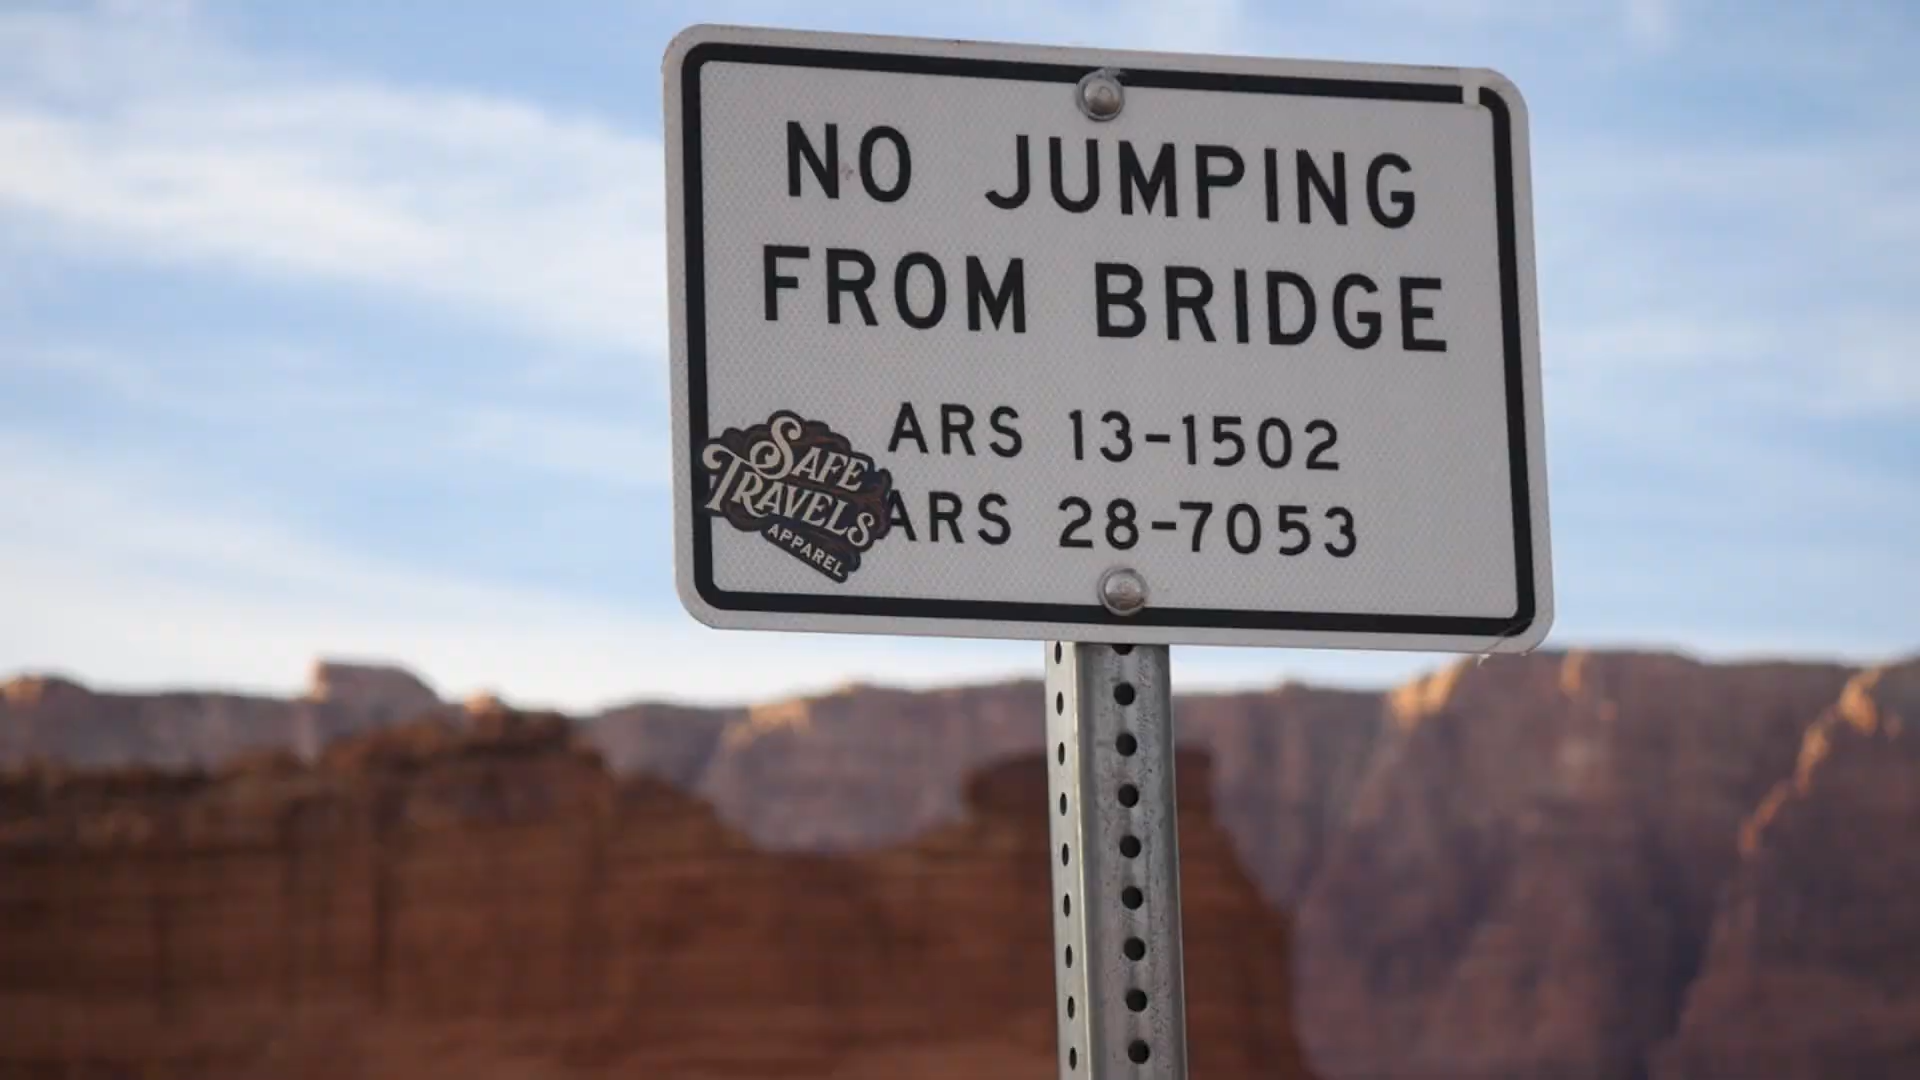 NO JUMPING
FROM BRIDGE
ARS 13-1502
ARS 28-7053
SAFE
TRAVELS
APPAREL